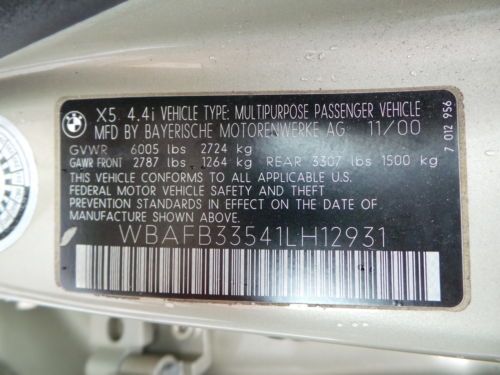 X5 4.4i VEHICLE TYPE: MULTIPURPOSE PASSENGER VEHICLE
MFD BY BAYERISCHE MOTORENWERKE AG 11/00
GVWR 6005 lbs 2724 kg
GAWR FRONT 2787 lbs 1264 kg REAR 3307 lbs 1500 kg
THIS VEHICLE CONFORMS TO ALL APPLICABLE U.S.
FEDERAL MOTOR VEHICLE SAFETY AND THEFT
PREVENTION STANDARDS IN EFFECT ON THE DATE OF
MANUFACTURE SHOWN ABOVE.
WBAFB33541LH12931
7 012 956